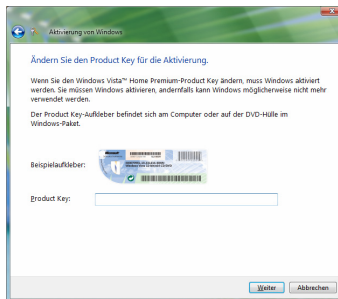 Aktivierung von Windows
Ändern Sie den Product Key für die Aktivierung.
Wenn Sie den Windows Vista™ Home Premium-Product Key ändern, muss Windows aktiviert
werden. Sie müssen Windows aktivieren, andernfalls kann Windows möglicherweise nicht mehr
verwendet werden.
Der Product Key-Aufkleber befindet sich am Computer oder auf der DVD-Hülle im
Windows-Paket.
Beispielaufkleber:
Product Key:
Weiter
Abbrechen